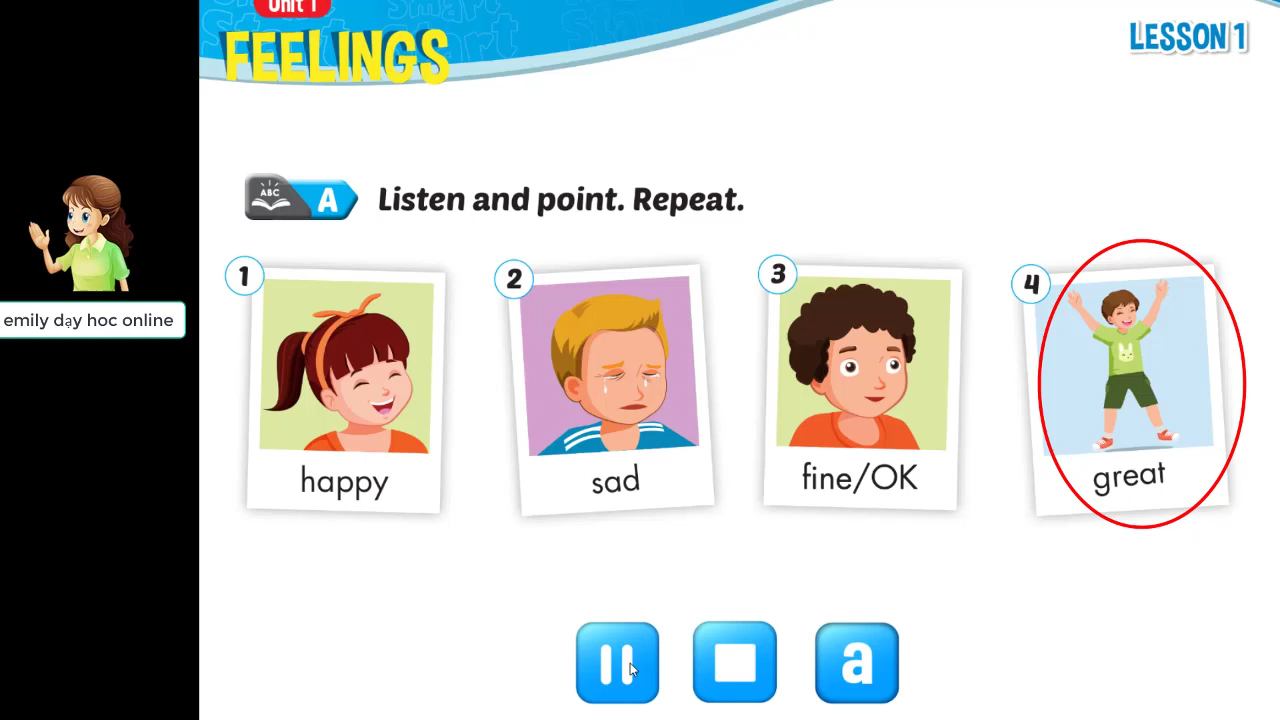 Unit 1
FEELINGS
LESSON 1
ABC
A
Listen and point. Repeat.
1
2
3
4
emily dạy hoc online
happy
sad
fine/OK
great
a